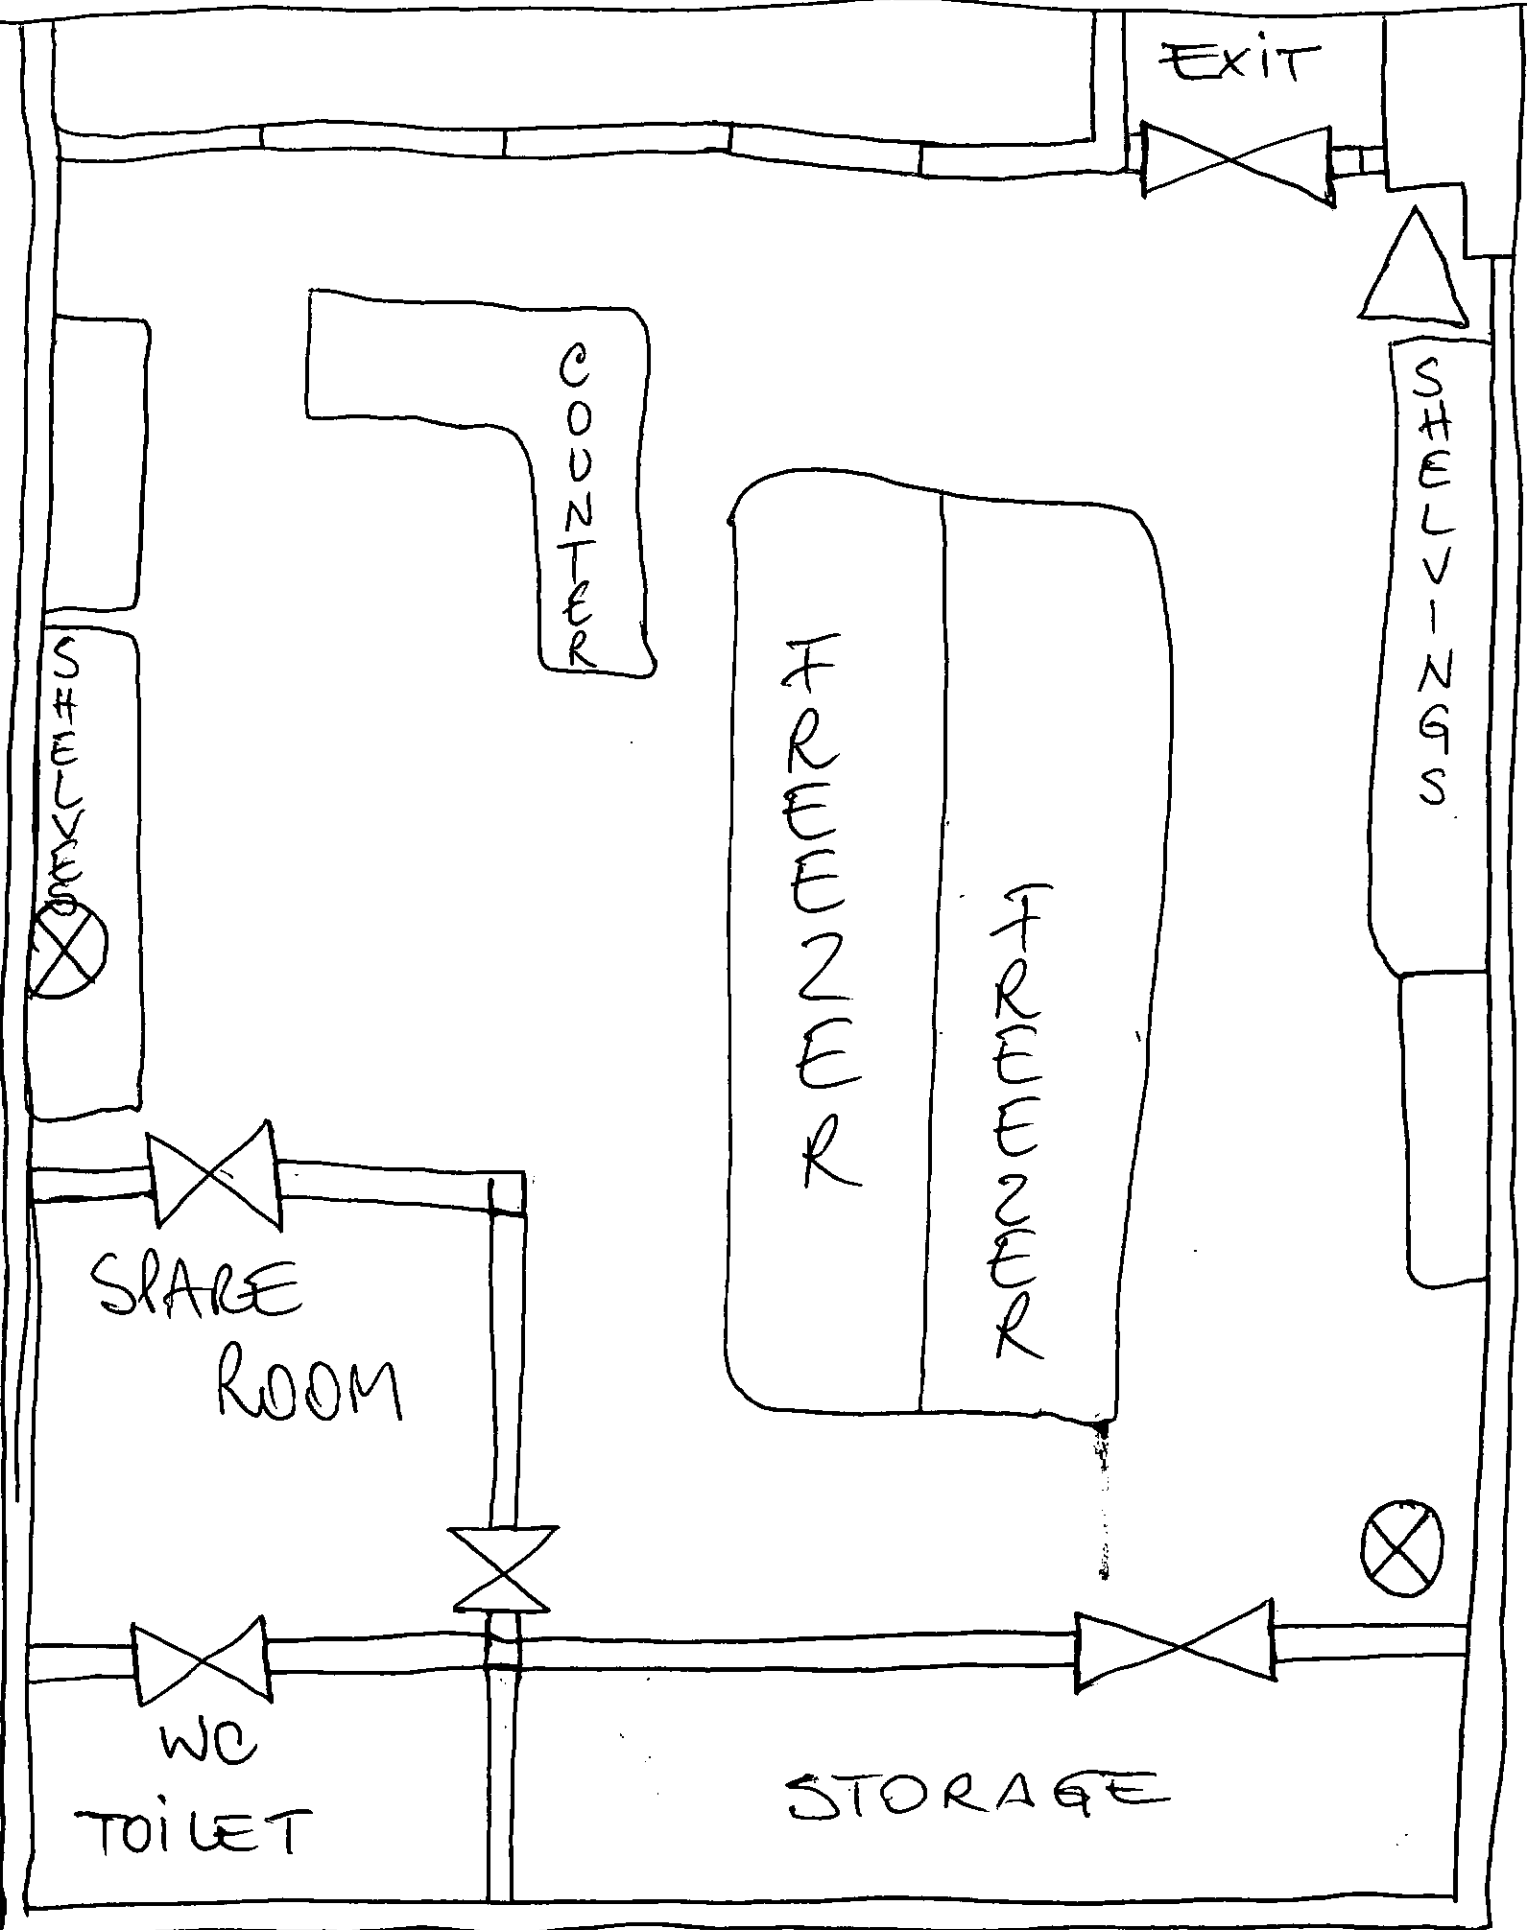 EXIT
COUNTER
SHELVINGS
SHELVES
FREEZER
FREEZER
SPARE
ROOM
WC
TOILET
STORAGE